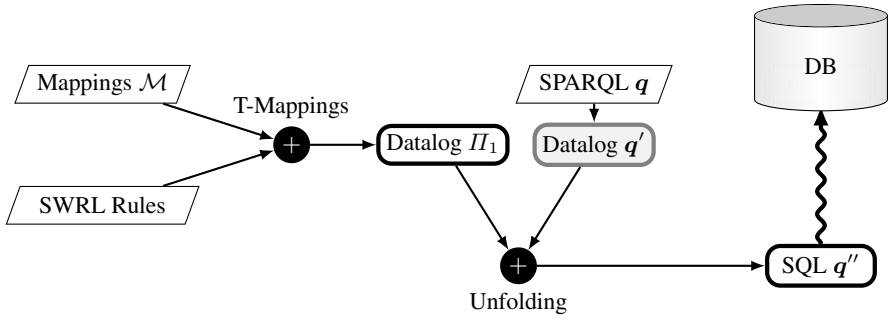 DB
Mappings ℳ
SPARQL q
T-Mappings
+
Datalog Π₁
Datalog q′
SWRL Rules
+
SQL q′′
Unfolding